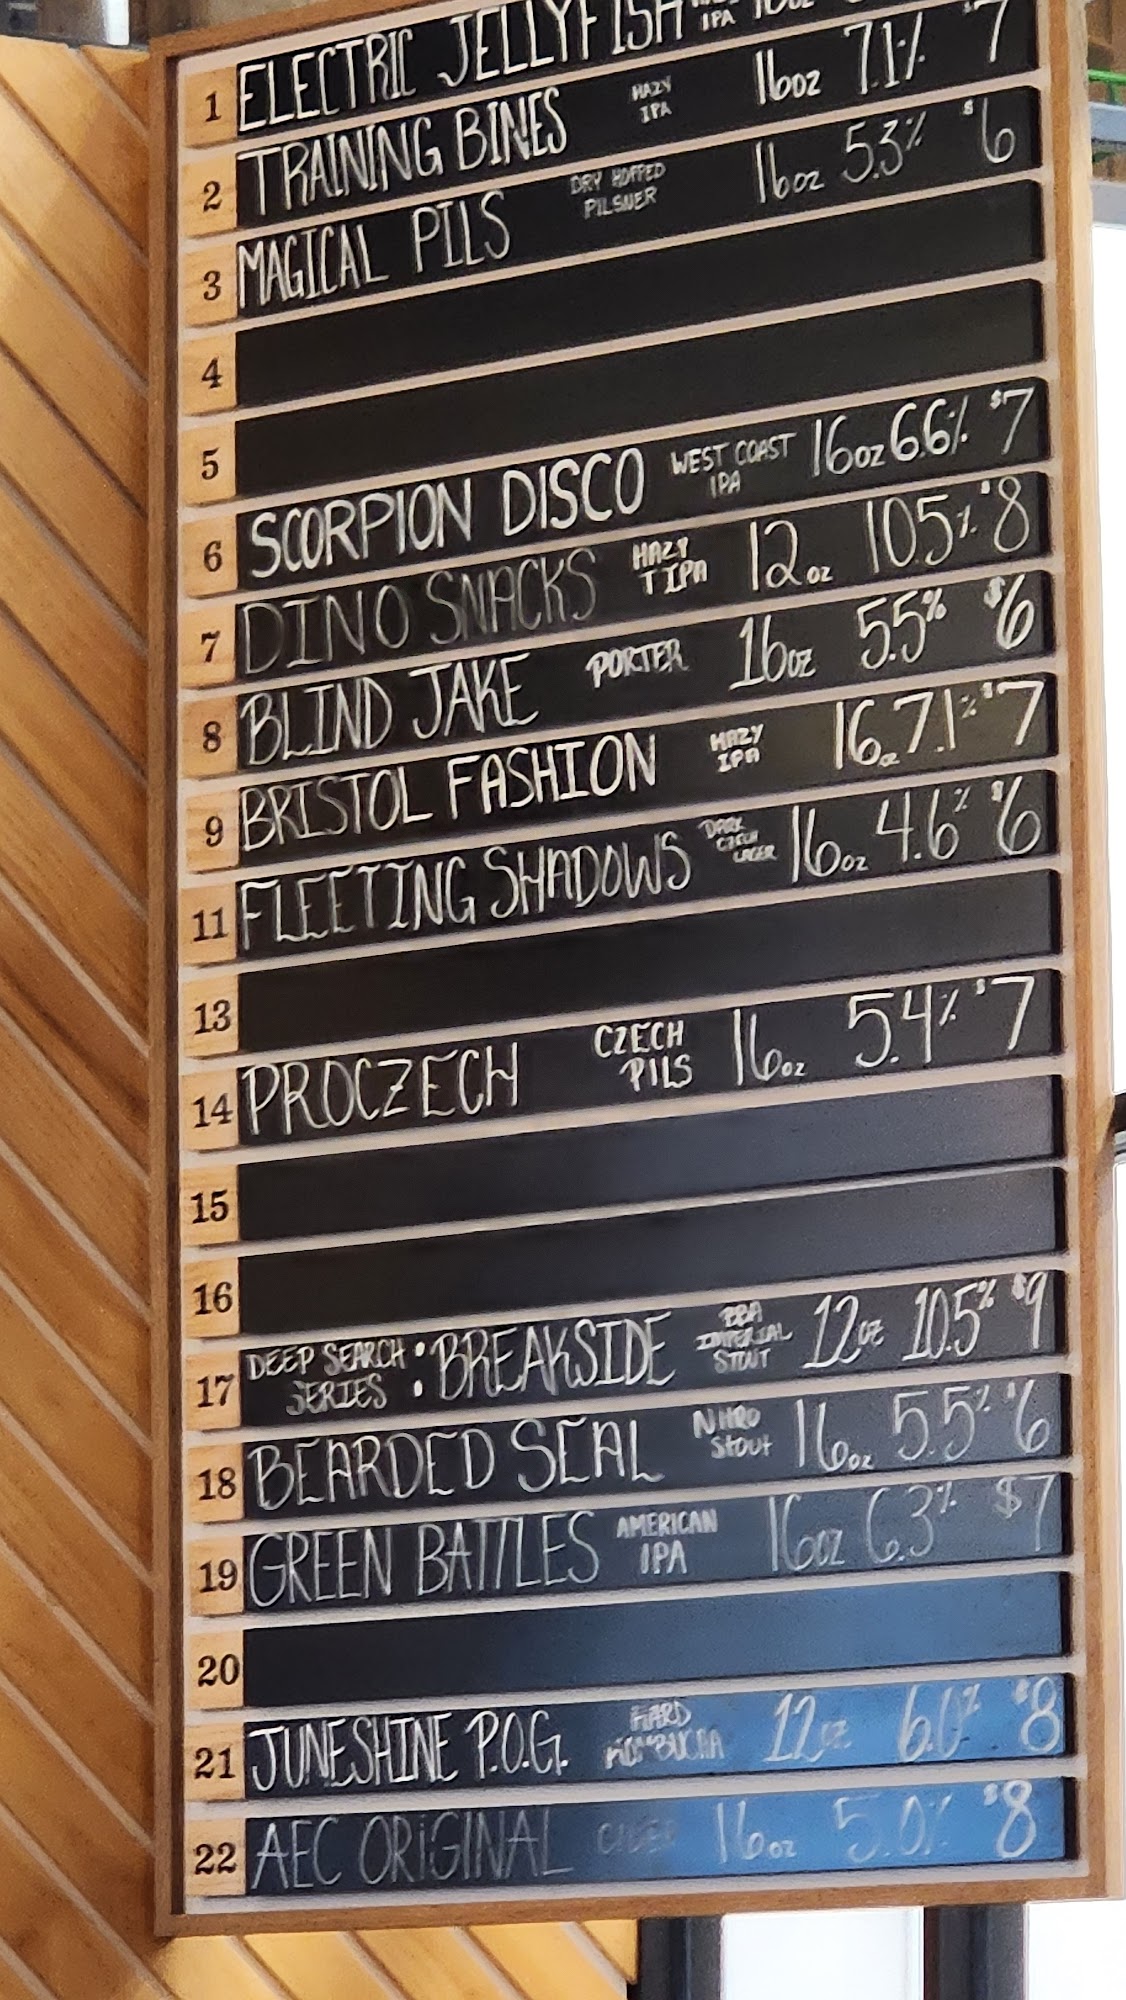 1 ELECTRIC JELLYFISH IPA 16oz
2 TRAINING BINES HAZY IPA 16oz 7.1% $7
3 MAGICAL PILS DRY HOPPED PILSNER 16oz 5.3% $6
4
5
6 SCORPION DISCO WEST COAST IPA 16oz 6.6% $7
7 DINO SNACKS HAZY TIPA 12oz 10.5% $8
8 BLIND JAKE PORTER 16oz 5.5% $6
9 BRISTOL FASHION HAZY IPA 16oz 7.1% $7
11 FLEETING SHADOWS DARK CZECH LAGER 16oz 4.6% $6
13
14 PROCZECH CZECH PILS 16oz 5.4% $7
15
16
17 DEEP SEARCH SERIES : BREAKSIDE BBA IMPERIAL STOUT 12oz 10.5% $9
18 BEARDED SEAL NITRO STOUT 16oz 5.5% $6
19 GREEN BATTLES AMERICAN IPA 16oz 6.3% $7
20
21 JUNESHINE P.O.G. HARD KOMBUCHA 12oz 6.0% $8
22 AEC ORiGINAL CIDER 16oz 5.0% $8